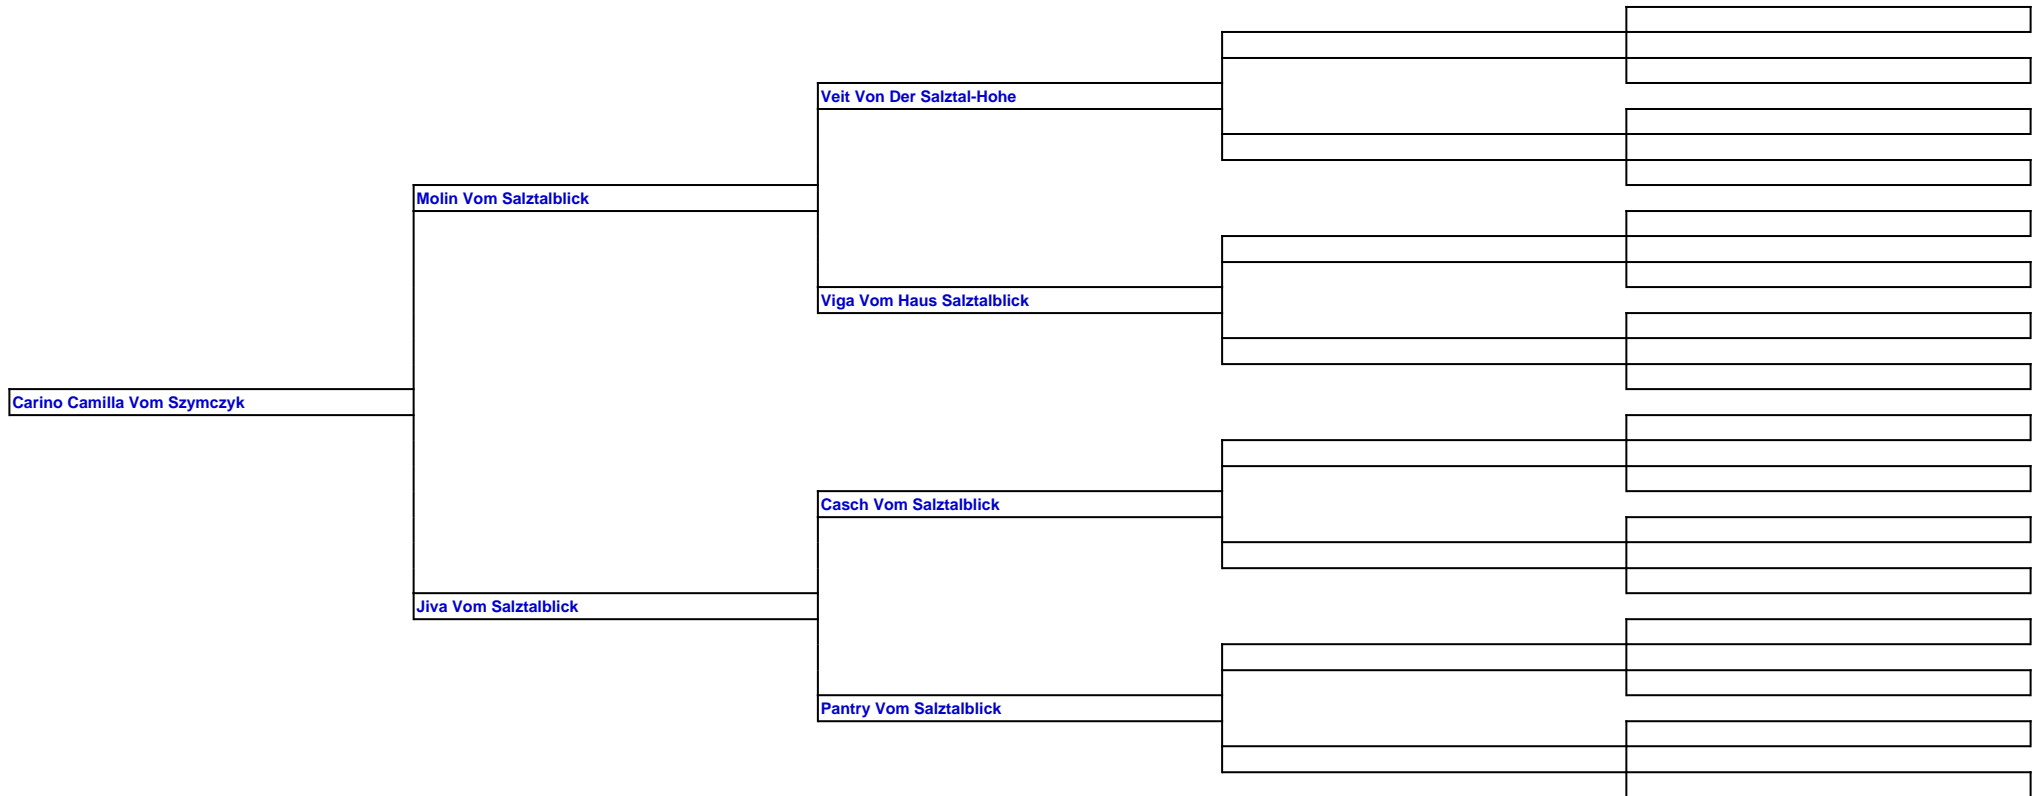 Veit Von Der Salztal-Hohe
Molin Vom Salztalblick
Viga Vom Haus Salztalblick
Carino Camilla Vom Szymczyk
Casch Vom Salztalblick
Jiva Vom Salztalblick
Pantry Vom Salztalblick